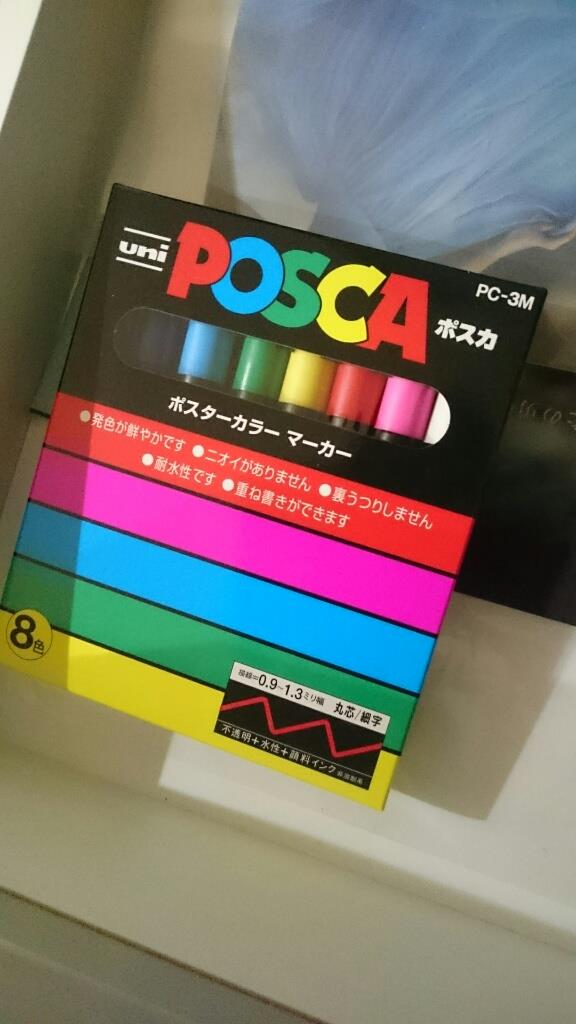 uni POSCA PC-3M
ポスカ
ポスターカラー マーカー
●発色が鮮やかです ●ニオイがありません ●裏うつりしません
●耐水性です ●重ね書きができます
8色
描線=0.9~1.3ミリ幅 丸芯/細字
不透明+水性+顔料インク